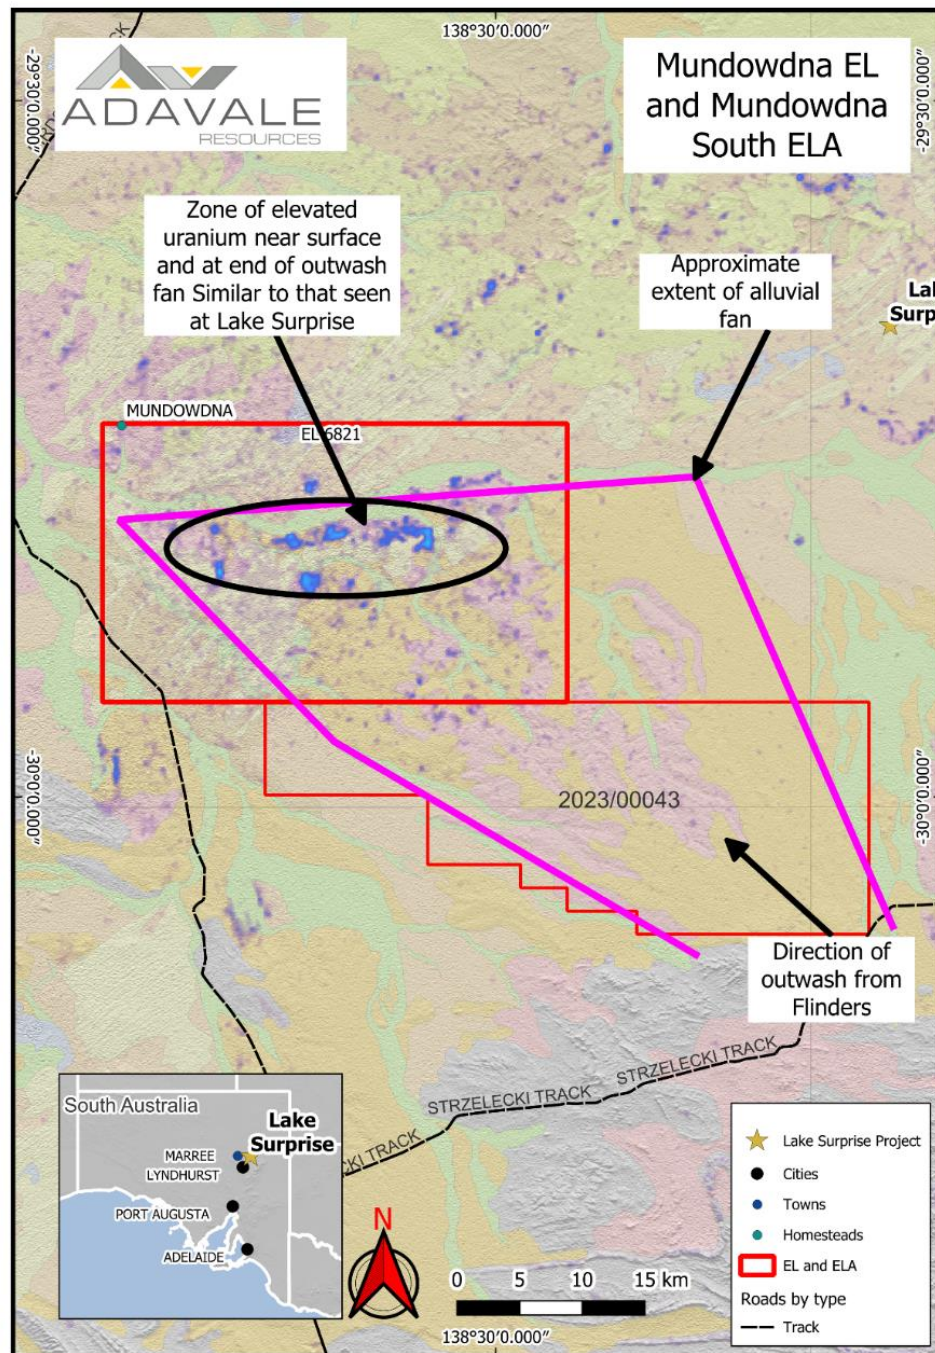 138°30'0.000"
-29°30'0.000"
-29°30'0.000"
ADAVALE
RESOURCES
Mundowdna EL
and Mundowdna
South ELA
Zone of elevated
uranium near surface
and at end of outwash
fan Similar to that seen
at Lake Surprise
Approximate
extent of alluvial
fan
MUNDOWDNA
EL 6821
2023/00043
-30°0'0.000"
-30°0'0.000"
Direction of
outwash from
Flinders
STRZELECKI TRACK
STRZELECKI TRACK
TRACK
South Australia
Lake
Surprise
MARREE
LYNDHURST
PORT AUGUSTA
ADELAIDE
N
0 5 10 15 km
Lake Surprise Project
Cities
Towns
Homesteads
EL and ELA
Roads by type
Track
138°30'0.000"